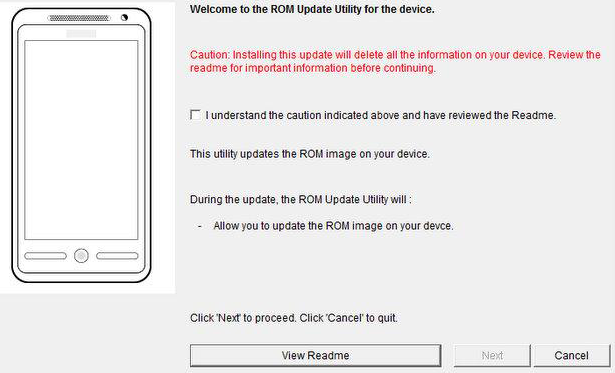 Welcome to the ROM Update Utility for the device.
Caution: Installing this update will delete all the information on your device. Review the
readme for important information before continuing.
I understand the caution indicated above and have reviewed the Readme.
This utility updates the ROM image on your device.
During the update, the ROM Update Utility will :
- Allow you to update the ROM image on your devce.
Click 'Next' to proceed. Click 'Cancel' to quit.
View Readme
Next
Cancel